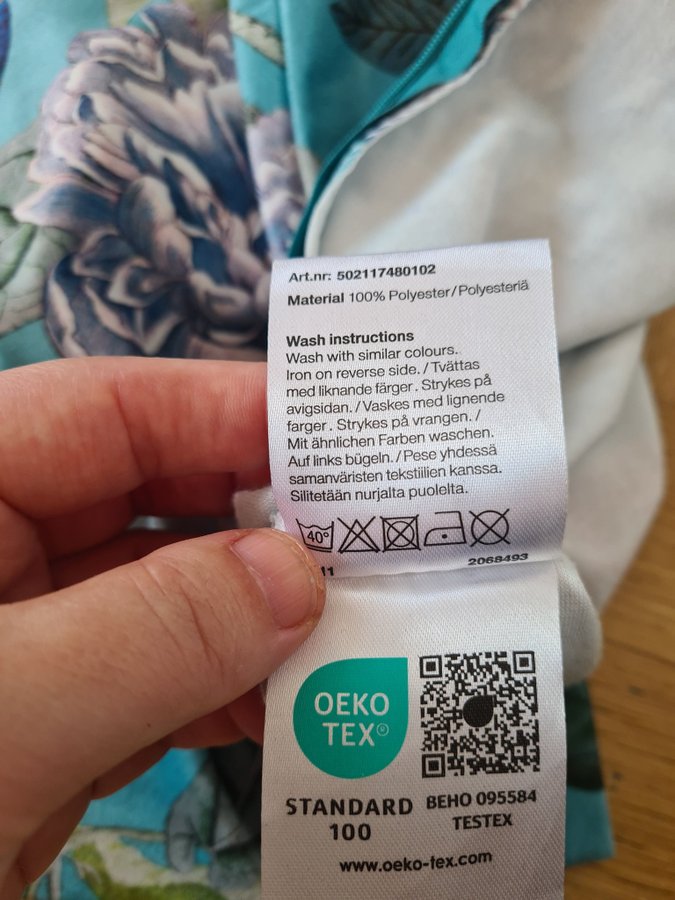 Art.nr: 502117480102
Material 100% Polyester/Polyesteriä
Wash instructions
Wash with similar colours.
Iron on reverse side. / Tvättas
med liknande färger. Strykes på
avigsidan. / Vaskes med lignende
farger. Strykes på vrangen. /
Mit ähnlichen Farben waschen.
Auf links bügeln. / Pese yhdessä
samanväristen tekstiilien kanssa.
Silitetään nurjalta puolelta.
40°
2068493
OEKO
TEX®
STANDARD
100
BEHO 095584
TESTEX
www.oeko-tex.com